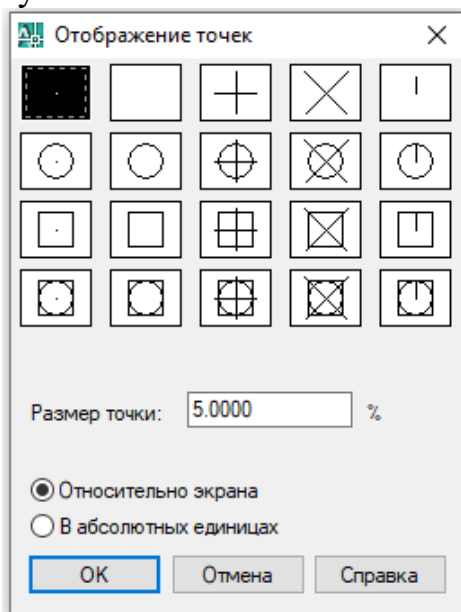 Отображение точек
Размер точки: 5.0000 %
Относительно экрана
В абсолютных единицах
OK Отмена Справка